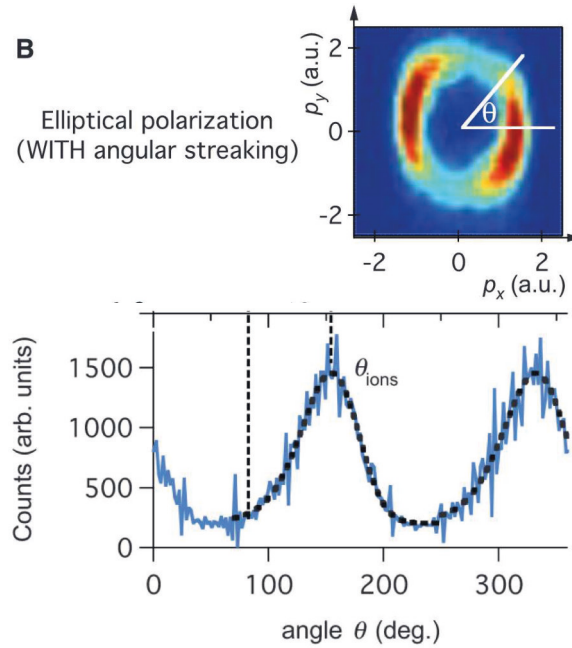 B
Elliptical polarization
(WITH angular streaking)
p_y (a.u.)
2
0
-2
θ
-2 0 2
p_x (a.u.)
Counts (arb. units)
1500
1000
500
0
θ_ions
0 100 200 300
angle θ (deg.)